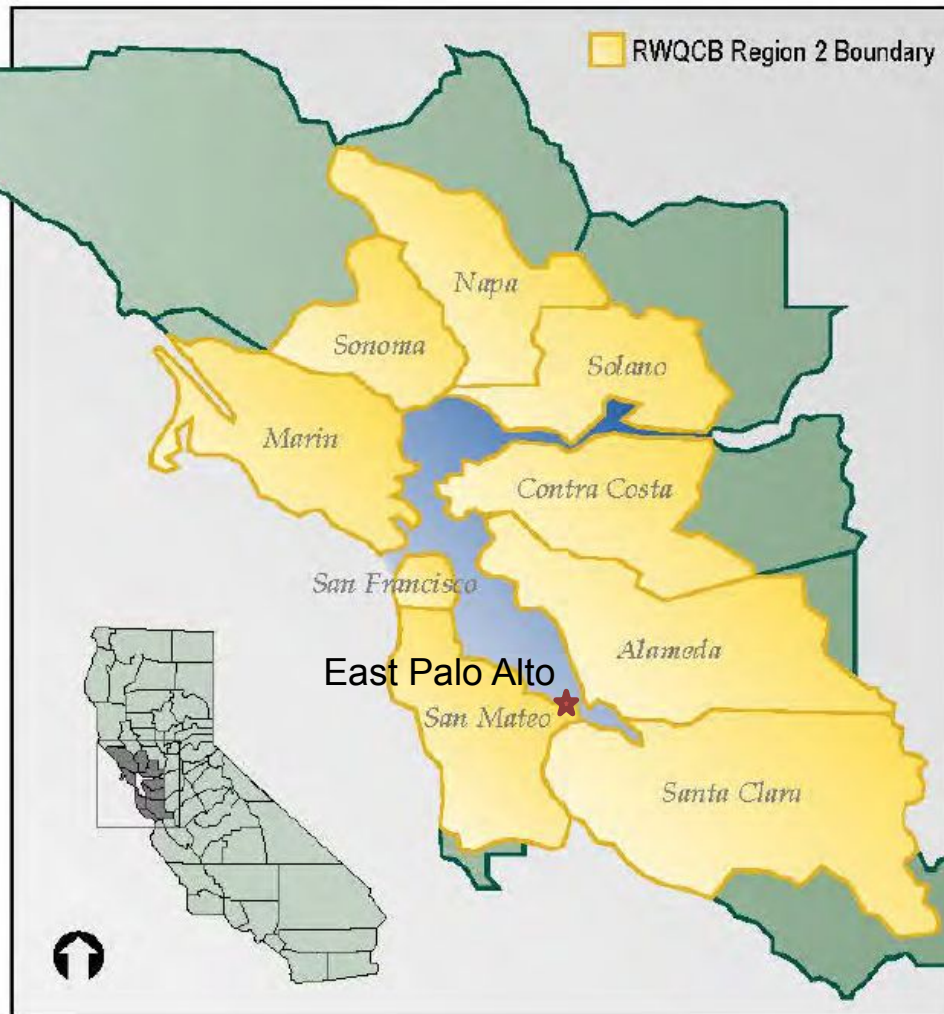 RWQCB Region 2 Boundary
Napa
Sonoma
Solano
Marin
Contra Costa
San Francisco
Alameda
East Palo Alto
San Mateo
Santa Clara